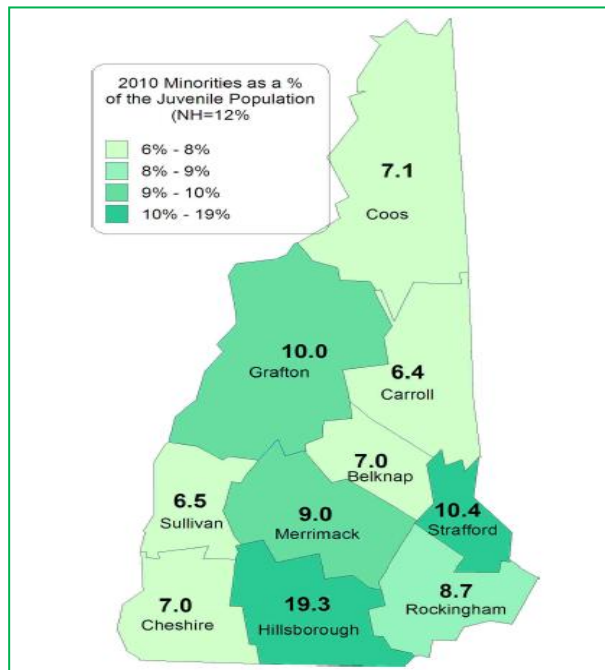 2010 Minorities as a %
of the Juvenile Population
(NH=12%
6% - 8%
8% - 9%
9% - 10%
10% - 19%
7.1
Coos
10.0
Grafton
6.4
Carroll
7.0
Belknap
6.5
Sullivan
9.0
Merrimack
10.4
Strafford
7.0
Cheshire
19.3
Hillsborough
8.7
Rockingham